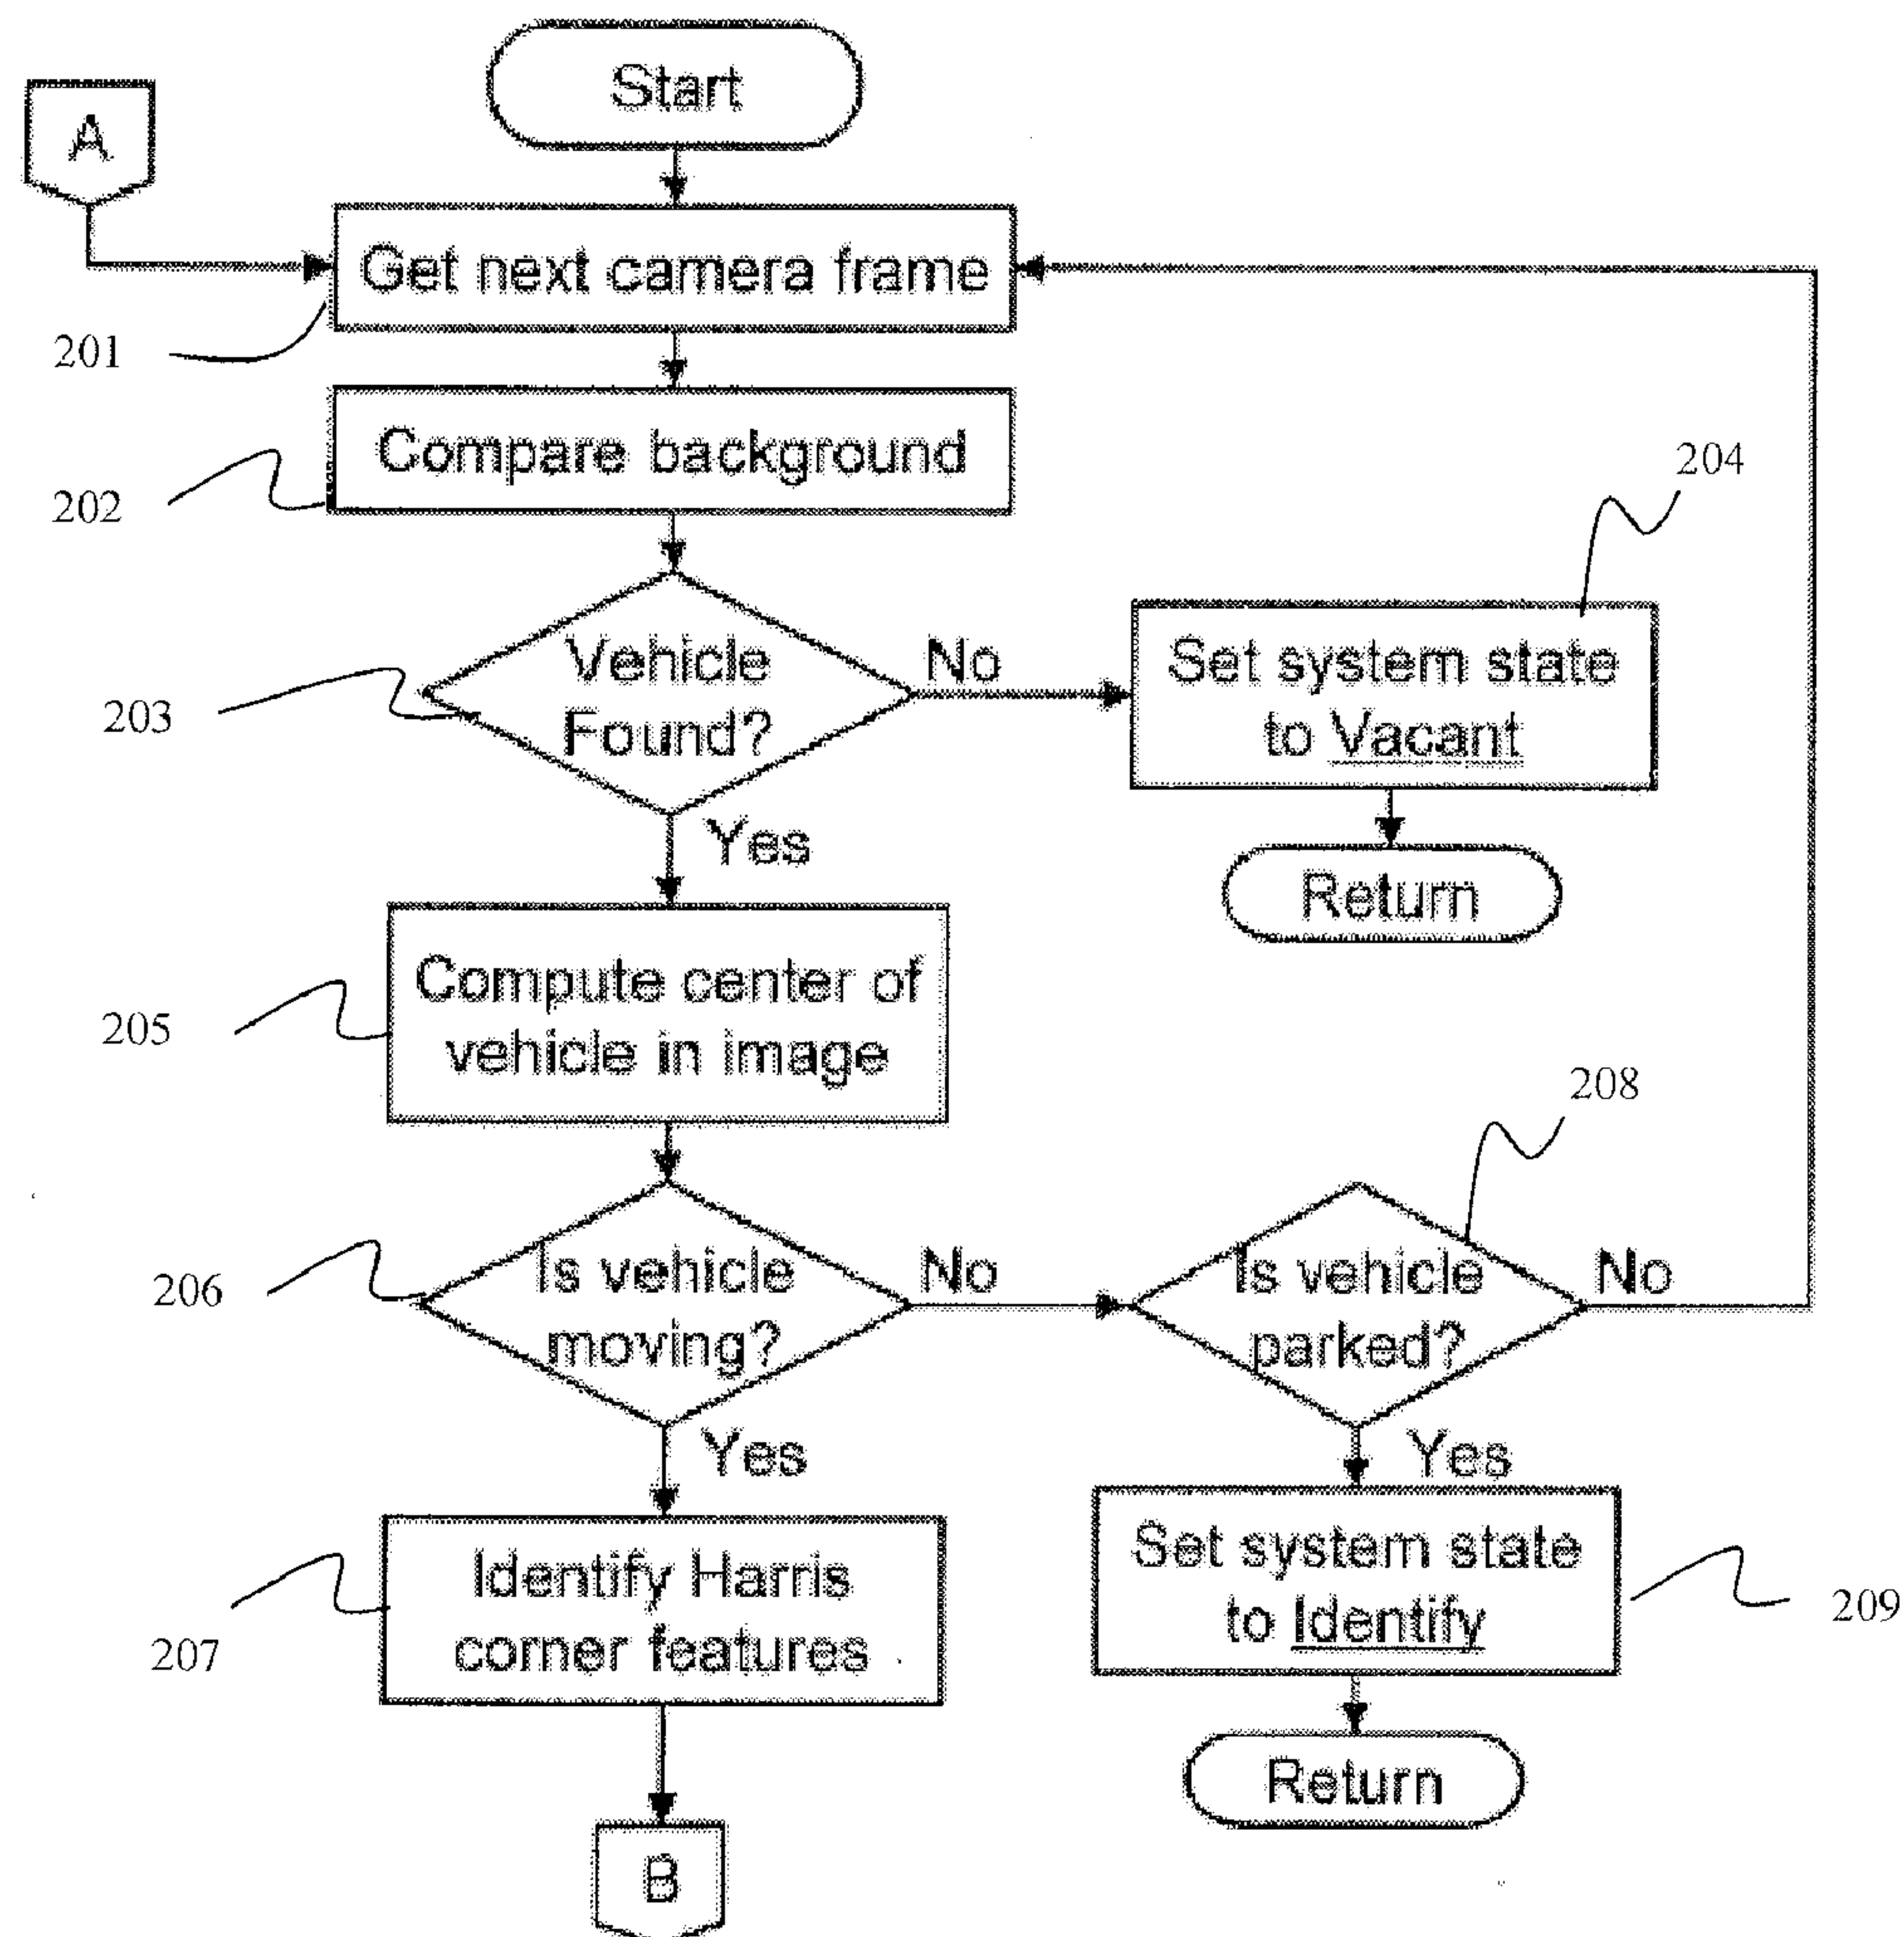 Start
A
Get next camera frame
201
Compare background
202
204
Vehicle
Found?
No
203
Set system state
to Vacant
Yes
Return
Compute center of
vehicle in image
205
208
Is vehicle
moving?
No
206
Is vehicle
parked?
No
Yes
Yes
Identify Harris
corner features
207
Set system state
to Identify
209
Return
B